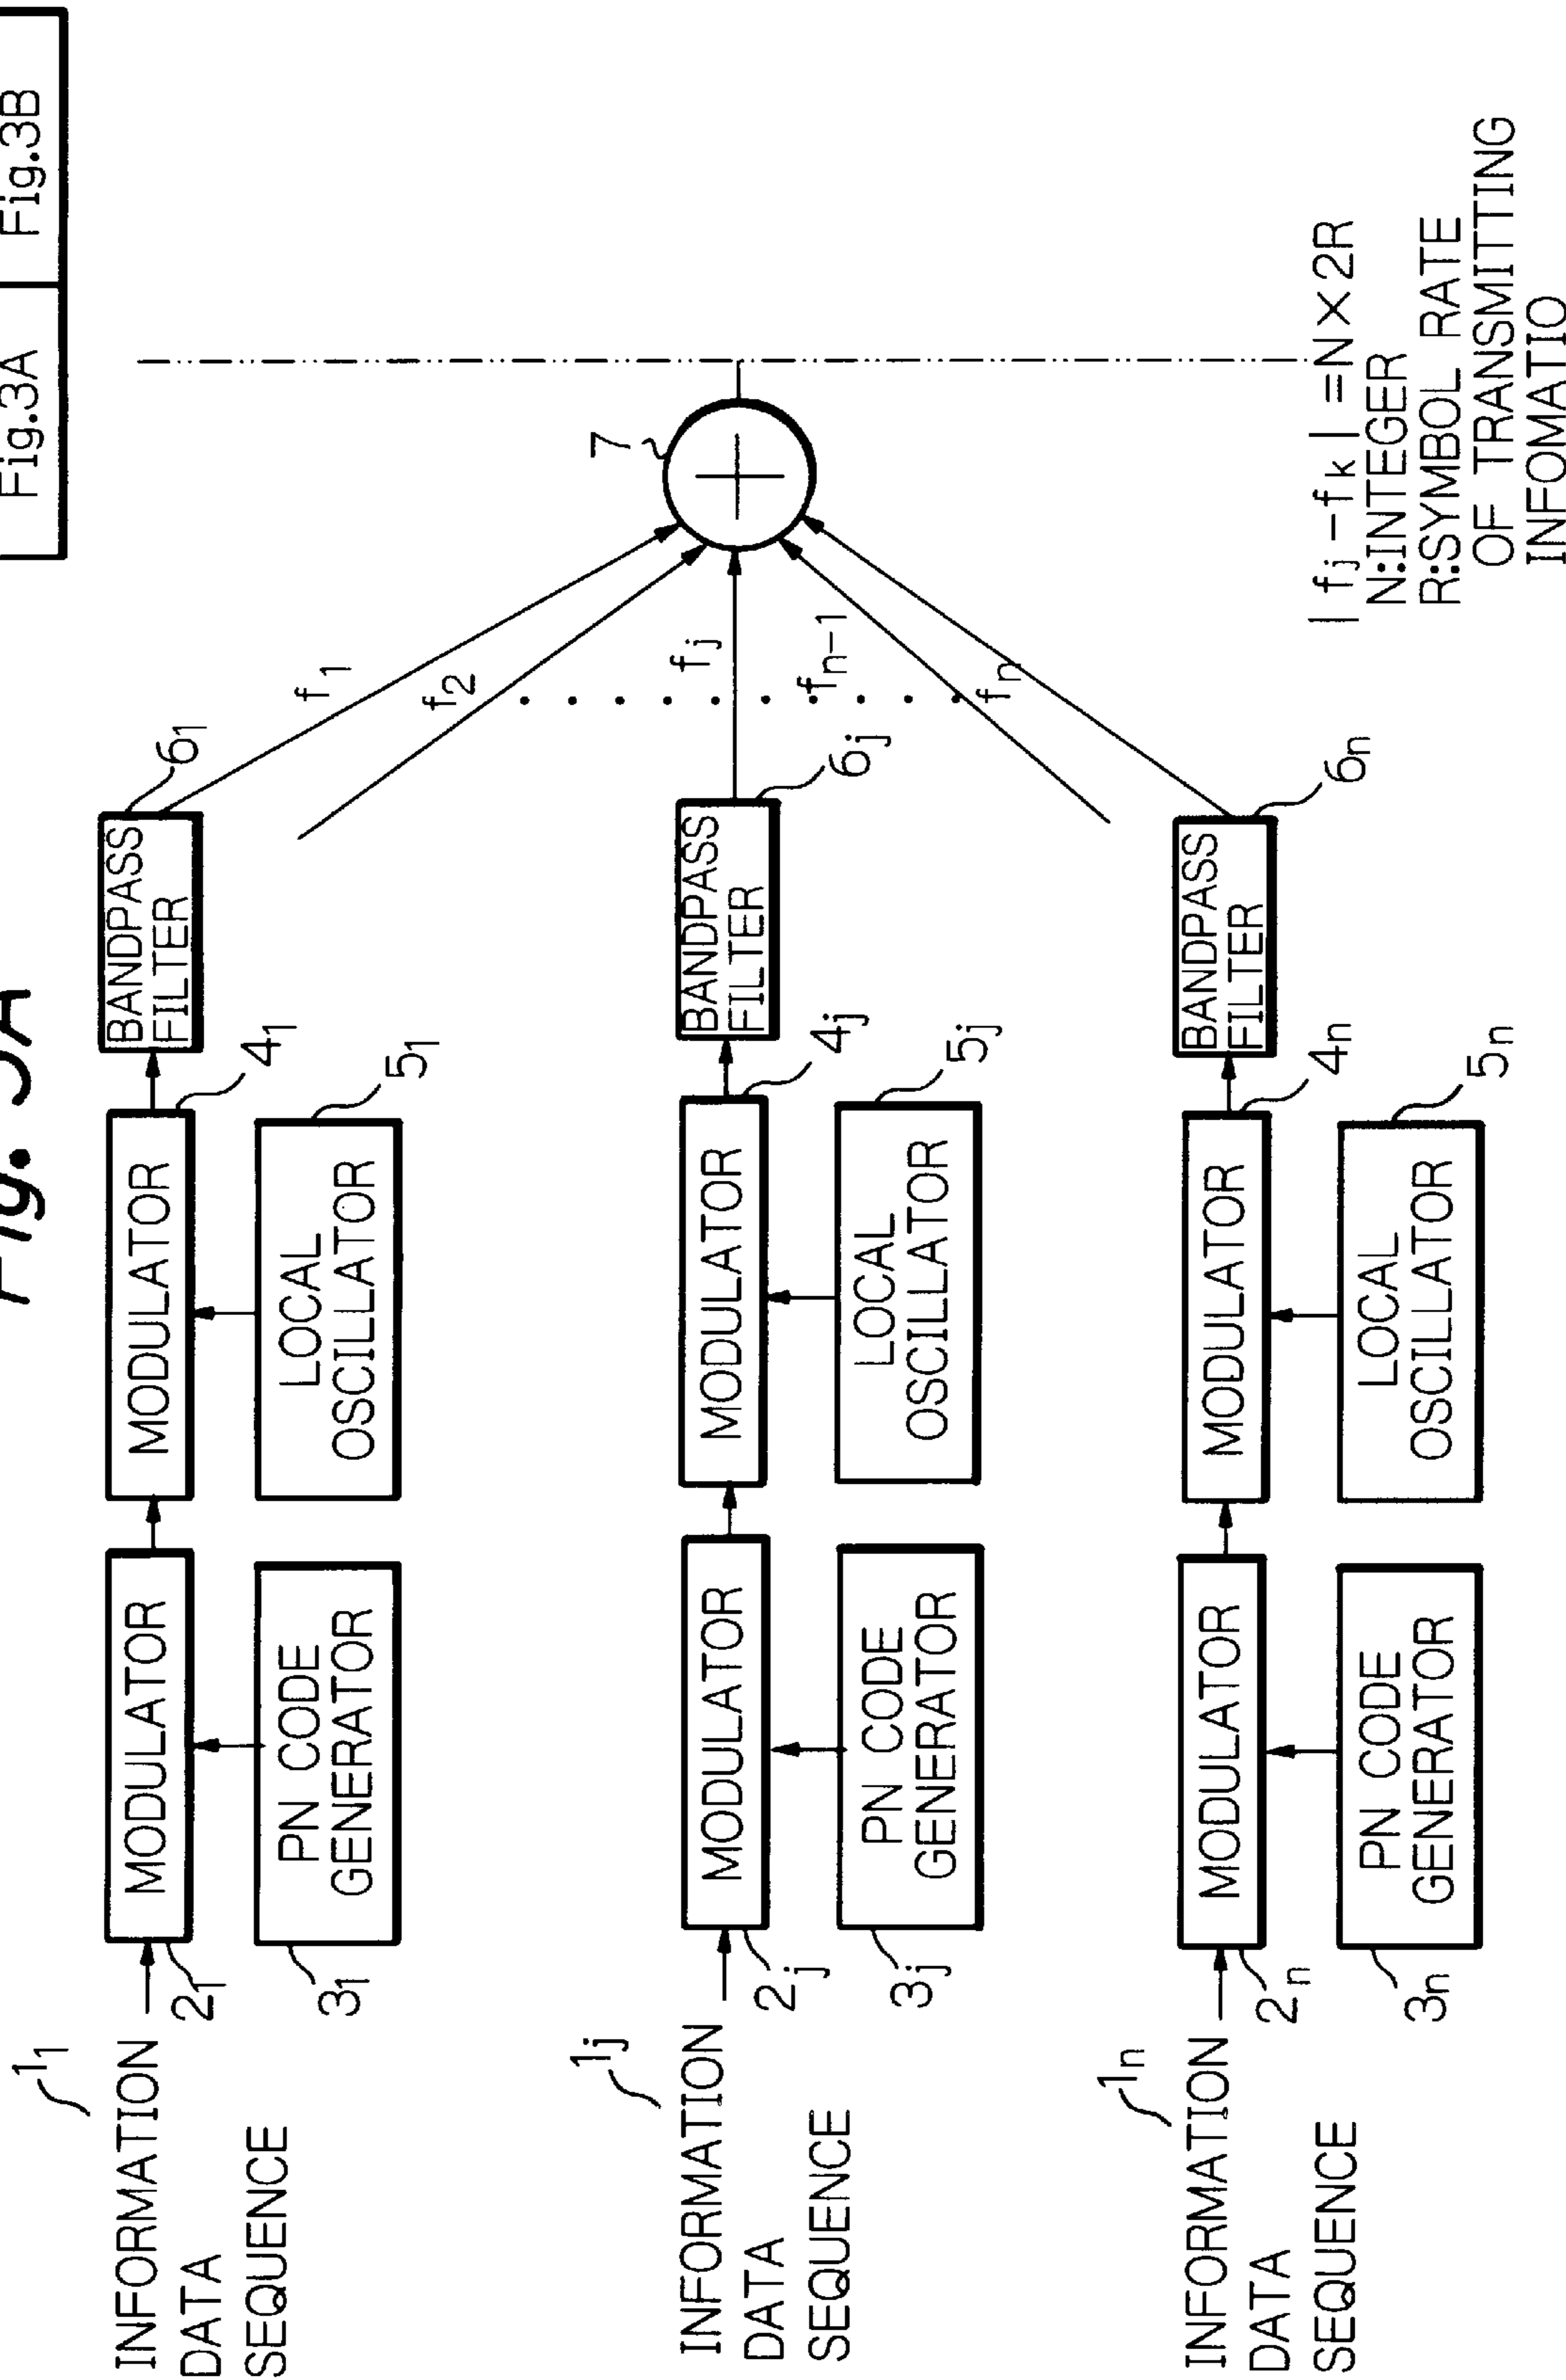 Fig. 3A
Fig.3A
Fig.3B
1₁
INFORMATION
DATA
SEQUENCE
2₁
MODULATOR
3₁
PN CODE
GENERATOR
MODULATOR
4₁
LOCAL
OSCILLATOR
5₁
BANDPASS
FILTER
6₁
f₁
f₂
1ⱼ
INFORMATION
DATA
SEQUENCE
2ⱼ
MODULATOR
3ⱼ
PN CODE
GENERATOR
MODULATOR
4ⱼ
LOCAL
OSCILLATOR
5ⱼ
BANDPASS
FILTER
6ⱼ
fⱼ
7
fₙ₋₁
fₙ
1ₙ
INFORMATION
DATA
SEQUENCE
2ₙ
MODULATOR
3ₙ
PN CODE
GENERATOR
MODULATOR
4ₙ
LOCAL
OSCILLATOR
5ₙ
BANDPASS
FILTER
6ₙ
|fⱼ-fₖ|=N×2R
N:INTEGER
R:SYMBOL RATE
OF TRANSMITTING
INFOMATIO